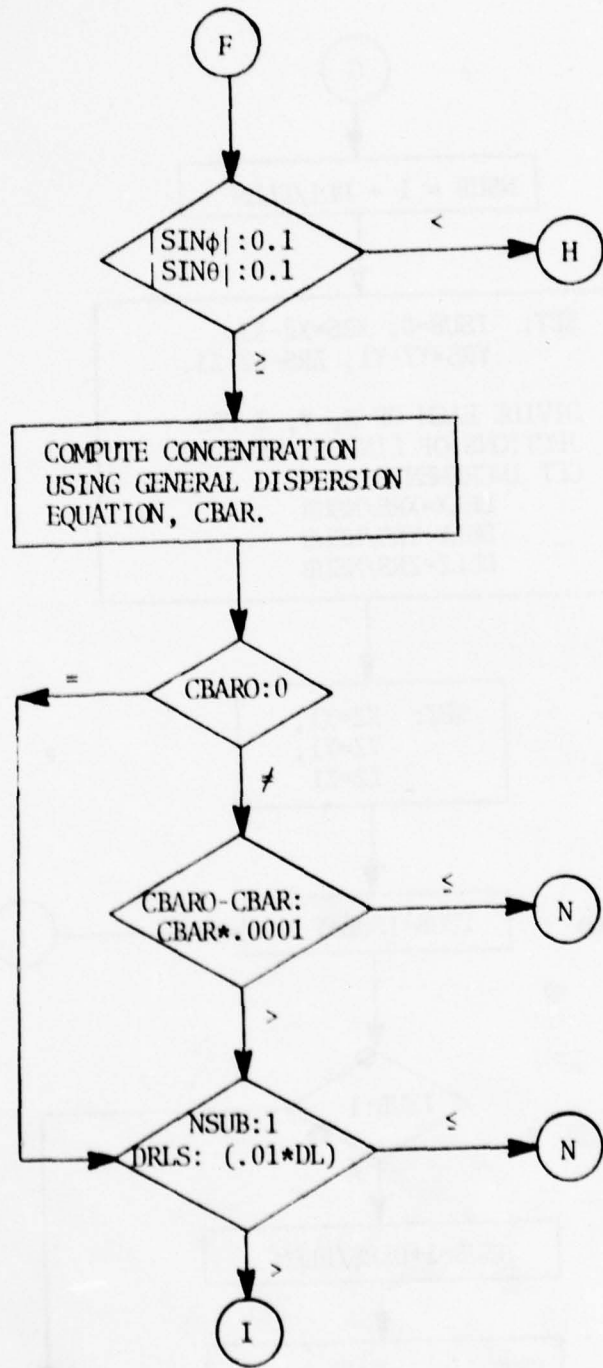 F
|SINφ|:0.1
|SINθ|:0.1
<
H
≥
COMPUTE CONCENTRATION
USING GENERAL DISPERSION
EQUATION, CBAR.
CBARO:0
=
≠
CBARO-CBAR:
CBAR*.0001
≤
N
>
NSUB:1
DRLS: (.01*DL)
≤
N
>
I